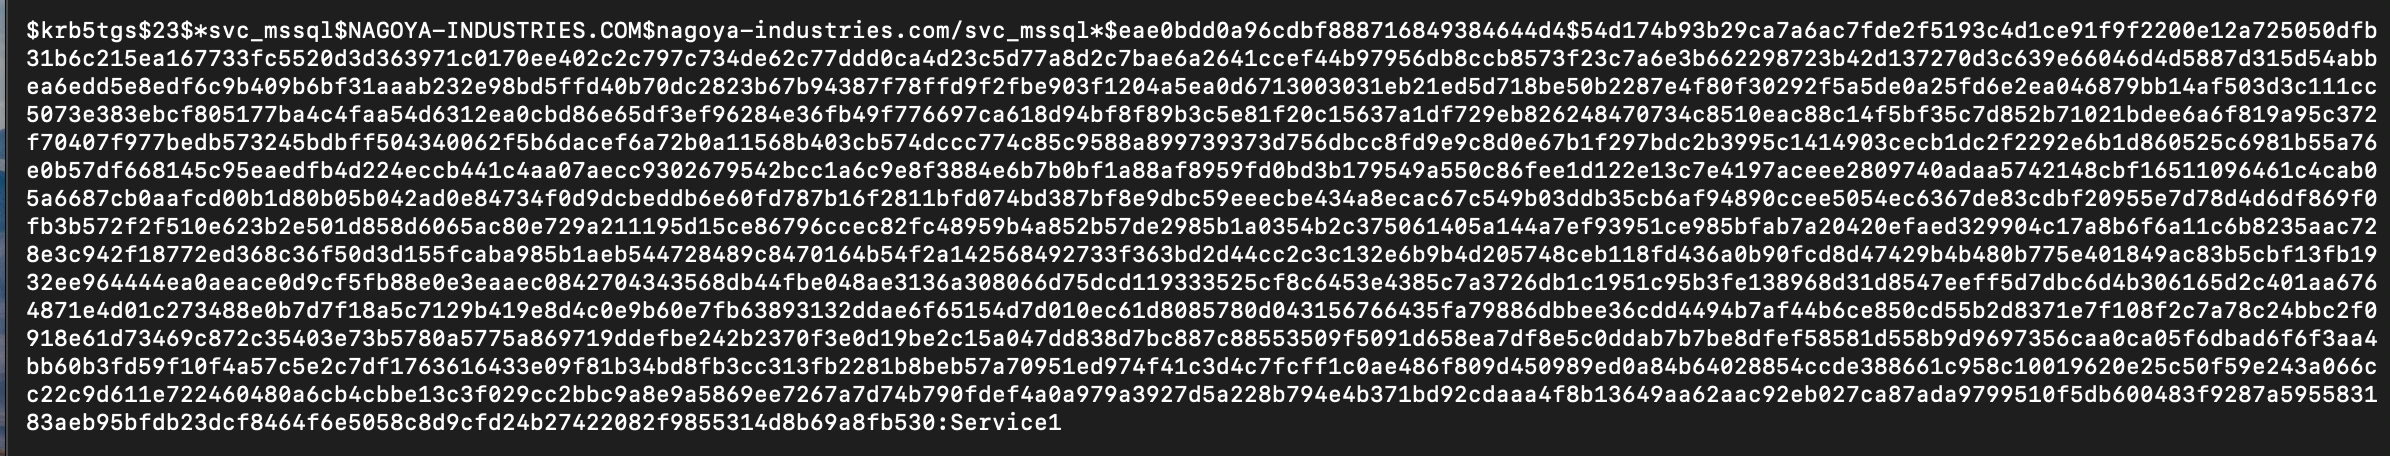 $krb5tgs$23$*svc_mssql$NAGOYA-INDUSTRIES.COM$nagoya-industries.com/svc_mssql*$eae0bdd0a96cdbf888716849384644d4$54d174b93b29ca7a6ac7fde2f5193c4d1ce91f9f2200e12a725050dfb
31b6c215ea167733fc5520d3d363971c0170ee402c2c797c734de62c77ddd0ca4d23c5d77a8d2c7bae6a2641ccef44b97956db8ccb8573f23c7a6e3b662298723b42d137270d3c639e66046d4d5887d315d54abb
ea6edd5e8edf6c9b409b6bf31aaab232e98bd5ffd40b70dc2823b67b94387f78ffd9f2fbe903f1204a5ea0d6713003031eb21ed5d718be50b2287e4f80f30292f5a5de0a25fd6e2ea046879bb14af503d3c111cc
5073e383ebcf805177ba4c4faa54d6312ea0cbd86e65df3ef96284e36fb49f776697ca618d94bf8f89b3c5e81f20c15637a1df729eb826248470734c8510eac88c14f5bf35c7d852b71021bdee6a6f819a95c372
f70407f977bedb573245bdbff504340062f5b6dacef6a72b0a11568b403cb574dccc774c85c9588a899739373d756dbcc8fd9e9c8d0e67b1f297bdc2b3995c1414903cecb1dc2f2292e6b1d860525c6981b55a76
e0b57df668145c95eaedfb4d224eccb441c4aa07aecc9302679542bcc1a6c9e8f3884e6b7b0bf1a88af8959fd0bd3b179549a550c86fee1d122e13c7e4197aceee2809740adaa5742148cbf16511096461c4cab0
5a6687cb0aafcd00b1d80b05b042ad0e84734f0d9dcbeddb6e60fd787b16f2811bfd074bd387bf8e9dbc59eeecbe434a8ecac67c549b03ddb35cb6af94890ccee5054ec6367de83cdbf20955e7d78d4d6df869f0
fb3b572f2f510e623b2e501d858d6065ac80e729a211195d15ce86796ccec82fc48959b4a852b57de2985b1a0354b2c375061405a144a7ef93951ce985bfab7a20420efaed329904c17a8b6f6a11c6b8235aac72
8e3c942f18772ed368c36f50d3d155fcaba985b1aeb544728489c8470164b54f2a142568492733f363bd2d44cc2c3c132e6b9b4d205748ceb118fd436a0b90fcd8d47429b4b480b775e401849ac83b5cbf13fb19
32ee964444ea0aeace0d9cf5fb88e0e3eaaec0842704343568db44fbe048ae3136a308066d75dcd119333525cf8c6453e4385c7a3726db1c1951c95b3fe138968d31d8547eeff5d7dbc6d4b306165d2c401aa676
4871e4d01c273488e0b7d7f18a5c7129b419e8d4c0e9b60e7fb63893132ddae6f65154d7d010ec61d8085780d043156766435fa79886dbbee36cdd4494b7af44b6ce850cd55b2d8371e7f108f2c7a78c24bbc2f0
918e61d73469c872c35403e73b5780a5775a869719ddefbe242b2370f3e0d19be2c15a047dd838d7bc887c88553509f5091d658ea7df8e5c0ddab7b7be8dfef58581d558b9d9697356caa0ca05f6dbad6f6f3aa4
bb60b3fd59f10f4a57c5e2c7df1763616433e09f81b34bd8fb3cc313fb2281b8beb57a70951ed974f41c3d4c7fcff1c0ae486f809d450989ed0a84b64028854ccde388661c958c10019620e25c50f59e243a066c
c22c9d611e722460480a6cb4cbbe13c3f029cc2bbc9a8e9a5869ee7267a7d74b790fdef4a0a979a3927d5a228b794e4b371bd92cdaaa4f8b13649aa62aac92eb027ca87ada9799510f5db600483f9287a5955831
83aeb95bfdb23dcf8464f6e5058c8d9cfd24b27422082f9855314d8b69a8fb530:Service1